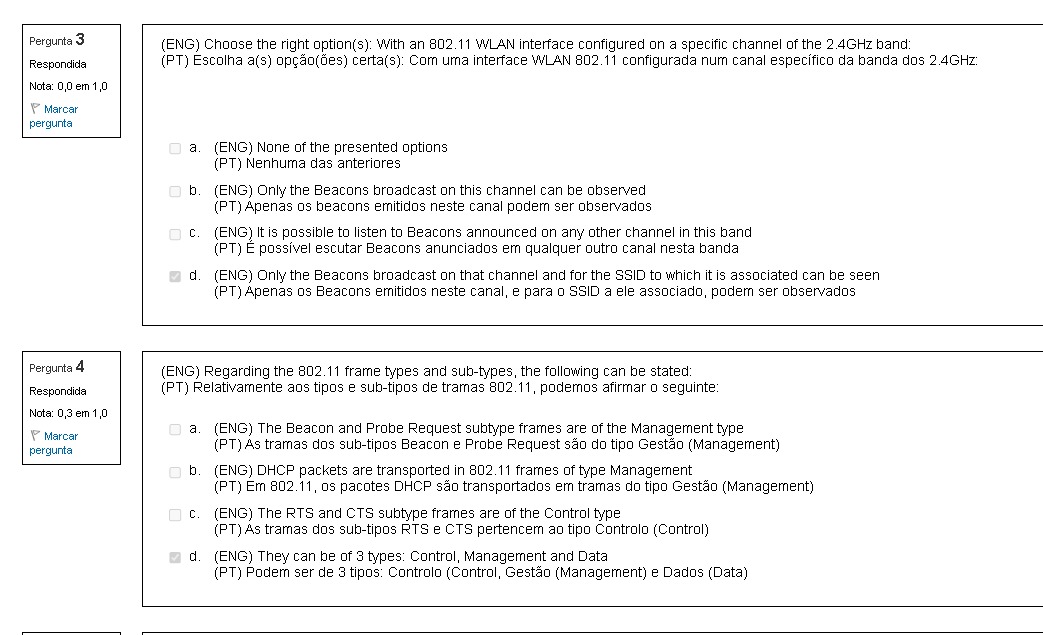 Pergunta 3
Respondida
Nota: 0,0 em 1,0
Marcar
pergunta
(ENG) Choose the right option(s): With an 802.11 WLAN interface configured on a specific channel of the 2.4GHz band:
(PT) Escolha a(s) opção(ões) certa(s): Com uma interface WLAN 802.11 configurada num canal específico da banda dos 2.4GHz:
a. (ENG) None of the presented options
(PT) Nenhuma das anteriores
b. (ENG) Only the Beacons broadcast on this channel can be observed
(PT) Apenas os beacons emitidos neste canal podem ser observados
c. (ENG) It is possible to listen to Beacons announced on any other channel in this band
(PT) É possível escutar Beacons anunciados em qualquer outro canal nesta banda
d. (ENG) Only the Beacons broadcast on that channel and for the SSID to which it is associated can be seen
(PT) Apenas os Beacons emitidos neste canal, e para o SSID a ele associado, podem ser observados
Pergunta 4
Respondida
Nota: 0,3 em 1,0
Marcar
pergunta
(ENG) Regarding the 802.11 frame types and sub-types, the following can be stated:
(PT) Relativamente aos tipos e sub-tipos de tramas 802.11, podemos afirmar o seguinte:
a. (ENG) The Beacon and Probe Request subtype frames are of the Management type
(PT) As tramas dos sub-tipos Beacon e Probe Request são do tipo Gestão (Management)
b. (ENG) DHCP packets are transported in 802.11 frames of type Management
(PT) Em 802.11, os pacotes DHCP são transportados em tramas do tipo Gestão (Management)
c. (ENG) The RTS and CTS subtype frames are of the Control type
(PT) As tramas dos sub-tipos RTS e CTS pertencem ao tipo Controlo (Control)
d. (ENG) They can be of 3 types: Control, Management and Data
(PT) Podem ser de 3 tipos: Controlo (Control, Gestão (Management) e Dados (Data)